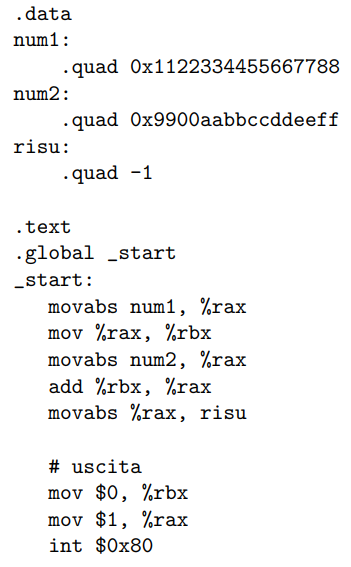 .data
num1:
    .quad 0x1122334455667788
num2:
    .quad 0x9900aabbccddeeff
risu:
    .quad -1

.text
.global _start
_start:
   movabs num1, %rax
   mov %rax, %rbx
   movabs num2, %rax
   add %rbx, %rax
   movabs %rax, risu

   # uscita
   mov $0, %rbx
   mov $1, %rax
   int $0x80